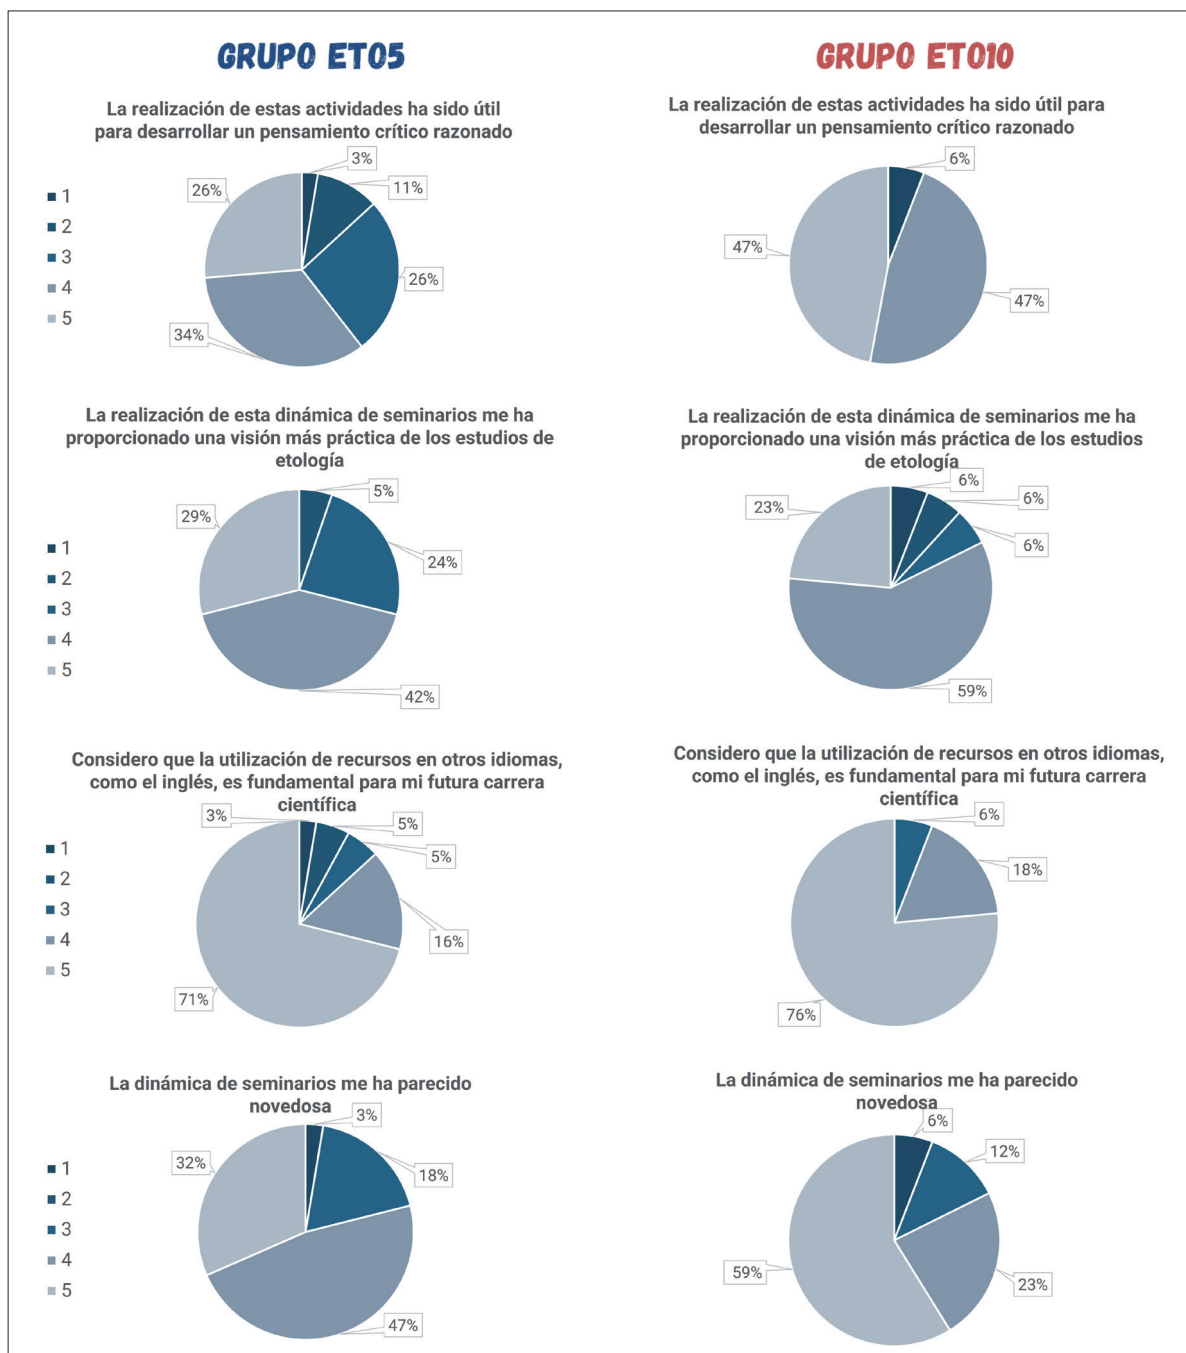 GRUPO ET05
La realización de estas actividades ha sido útil
para desarrollar un pensamiento crítico razonado
1
2
3
4
5
3%
11%
26%
34%
26%
GRUPO ET010
La realización de estas actividades ha sido útil para
desarrollar un pensamiento crítico razonado
6%
47%
47%
La realización de esta dinámica de seminarios me ha
proporcionado una visión más práctica de los estudios de
etología
1
2
3
4
5
5%
24%
42%
29%
La realización de esta dinámica de seminarios me ha
proporcionado una visión más práctica de los estudios
de etología
6%
6%
6%
59%
23%
Considero que la utilización de recursos en otros idiomas,
como el inglés, es fundamental para mi futura carrera
científica
1
2
3
4
5
3%
5%
5%
16%
71%
Considero que la utilización de recursos en otros idiomas,
como el inglés, es fundamental para mi futura carrera
científica
6%
18%
76%
La dinámica de seminarios me ha parecido
novedosa
1
2
3
4
5
3%
18%
47%
32%
La dinámica de seminarios me ha parecido
novedosa
6%
12%
23%
59%